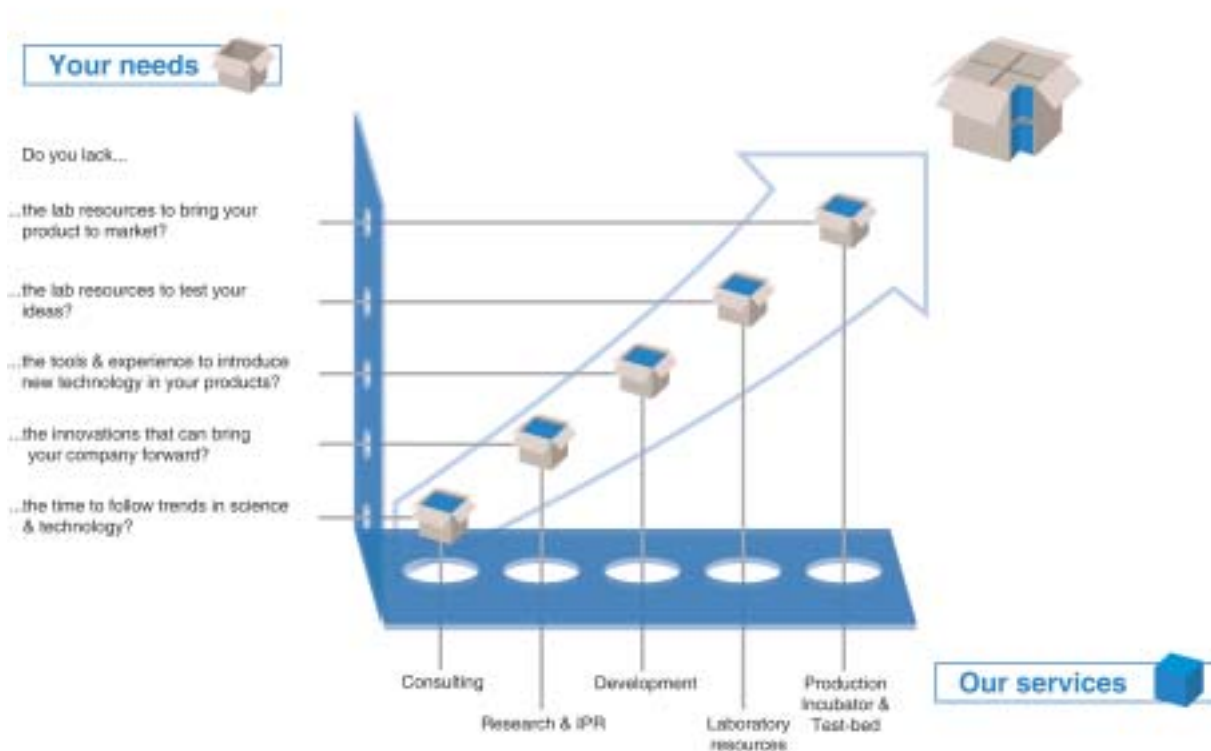 Your needs
Do you lack...
...the lab resources to bring your
product to market?
...the lab resources to test your
ideas?
...the tools & experience to introduce
new technology in your products?
...the innovations that can bring
your company forward?
...the time to follow trends in science
& technology?
Consulting
Research & IPR
Development
Laboratory
resources
Production
Incubator &
Test-bed
Our services